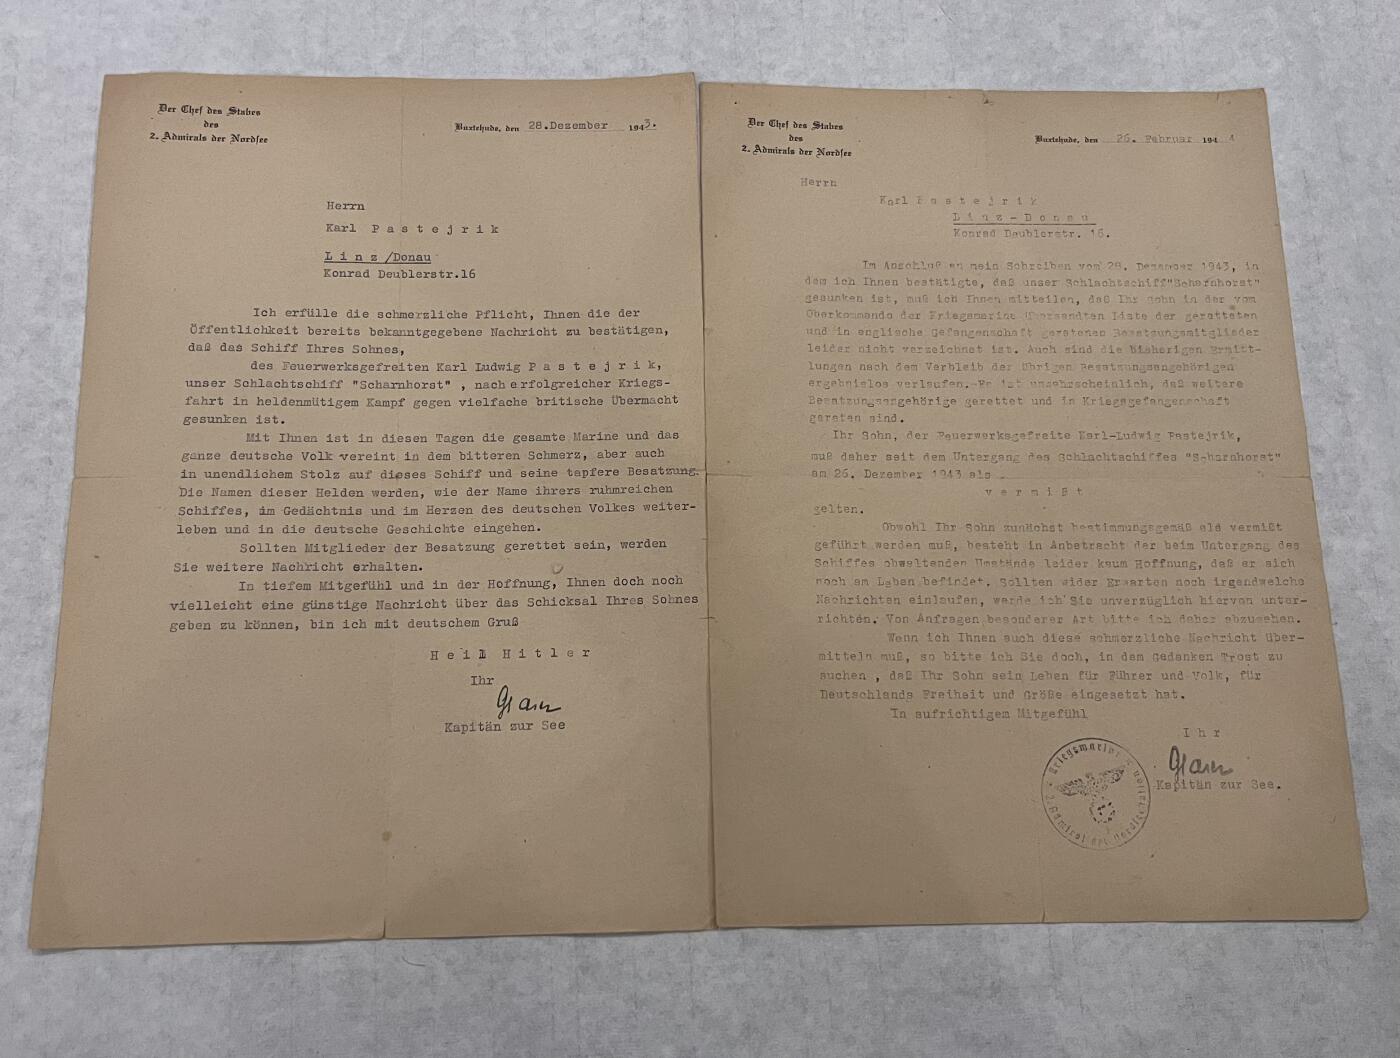 Der Chef des Stabes
des
2. Admirals der Nordsee
Buxtehude, den 28.Dezember 1943.
Herrn
Karl P a s t e j r i k
L i n z /Donau
Konrad Deublerstr.16
Ich erfülle die schmerzliche Pflicht, Ihnen die der
Öffentlichkeit bereits bekanntgegebene Nachricht zu bestätigen,
daß das Schiff Ihres Sohnes,
des Feuerwerksgefreiten Karl Ludwig P a s t e j r i k,
unser Schlachtschiff "Scharnhorst" , nach erfolgreicher Kriegs-
fahrt in heldenmütigem Kampf gegen vielfache britische Übermacht
gesunken ist.
Mit Ihnen ist in diesen Tagen die gesamte Marine und das
ganze deutsche Volk vereint in dem bitteren Schmerz, aber auch
in unendlichem Stolz auf dieses Schiff und seine tapfere Besatzung.
Die Namen dieser Helden werden, wie der Name ihrers ruhmreichen
Schiffes, im Gedächtnis und im Herzen des deutschen Volkes weiter-
leben und in die deutsche Geschichte eingehen.
Sollten Mitglieder der Besatzung gerettet sein, werden
Sie weitere Nachricht erhalten.
In tiefem Mitgefühl und in der Hoffnung, Ihnen doch noch
vielleicht eine günstige Nachricht über das Schicksal Ihres Sohnes
geben zu können, bin ich mit deutschem Gruß
H e i l H i t l e r
Ihr
Kapitän zur See
Der Chef des Stabes
des
2. Admirals der Nordsee
Buxtehude, den 26. Februar 1944
Herrn
Karl P a s t e j r i k
L i n z - D o n a u
Konrad Deublerstr. 16.
Im Anschluß an mein Schreiben vom 28. Dezember 1943, in
dem ich Ihnen bestätigte, daß unser Schlachtschiff"Scharnhorst"
gesunken ist, muß ich Ihnen mitteilen, daß Ihr Sohn in der vom
Oberkommando der Kriegsmarine übersandten Liste der geretteten
und in englische Gefangenschaft geratenen Besatzungsmitglieder
leider nicht verzeichnet ist. Auch sind die bisherigen Ermitt-
lungen nach dem Verbleib der übrigen Besatzungsangehörigen
ergebnislos verlaufen. Es ist unwahrscheinlich, daß weitere
Besatzungsangehörige gerettet und in Kriegsgefangenschaft
geraten sind.
Ihr Sohn, der Feuerwerksgefreite Karl-Ludwig Pastejrik,
muß daher seit dem Untergang des Schlachtschiffes "Scharnhorst"
am 26. Dezember 1943 als
v e r m i ß t
gelten.
Obwohl Ihr Sohn zunächst bestimmungsgemäß als vermißt
geführt werden muß, besteht in Anbetracht der beim Untergang des
Schiffes obwaltenden Umstände leider kaum Hoffnung, daß er sich
noch am Leben befindet. Sollten wider Erwarten noch irgendwelche
Nachrichten einlaufen, werde ich Sie unverzüglich hiervon unter-
richten. Von Anfragen besonderer Art bitte ich daher abzusehen.
Wenn ich Ihnen auch diese schmerzliche Nachricht über-
mitteln muß, so bitte ich Sie doch, in dem Gedanken Trost zu
suchen , daß Ihr Sohn sein Leben für Führer und Volk, für
Deutschlands Freiheit und Größe eingesetzt hat.
In aufrichtigem Mitgefühl
I h r
Kapitän zur See.
Kriegsmarine
2. Admiral der Nordseestation